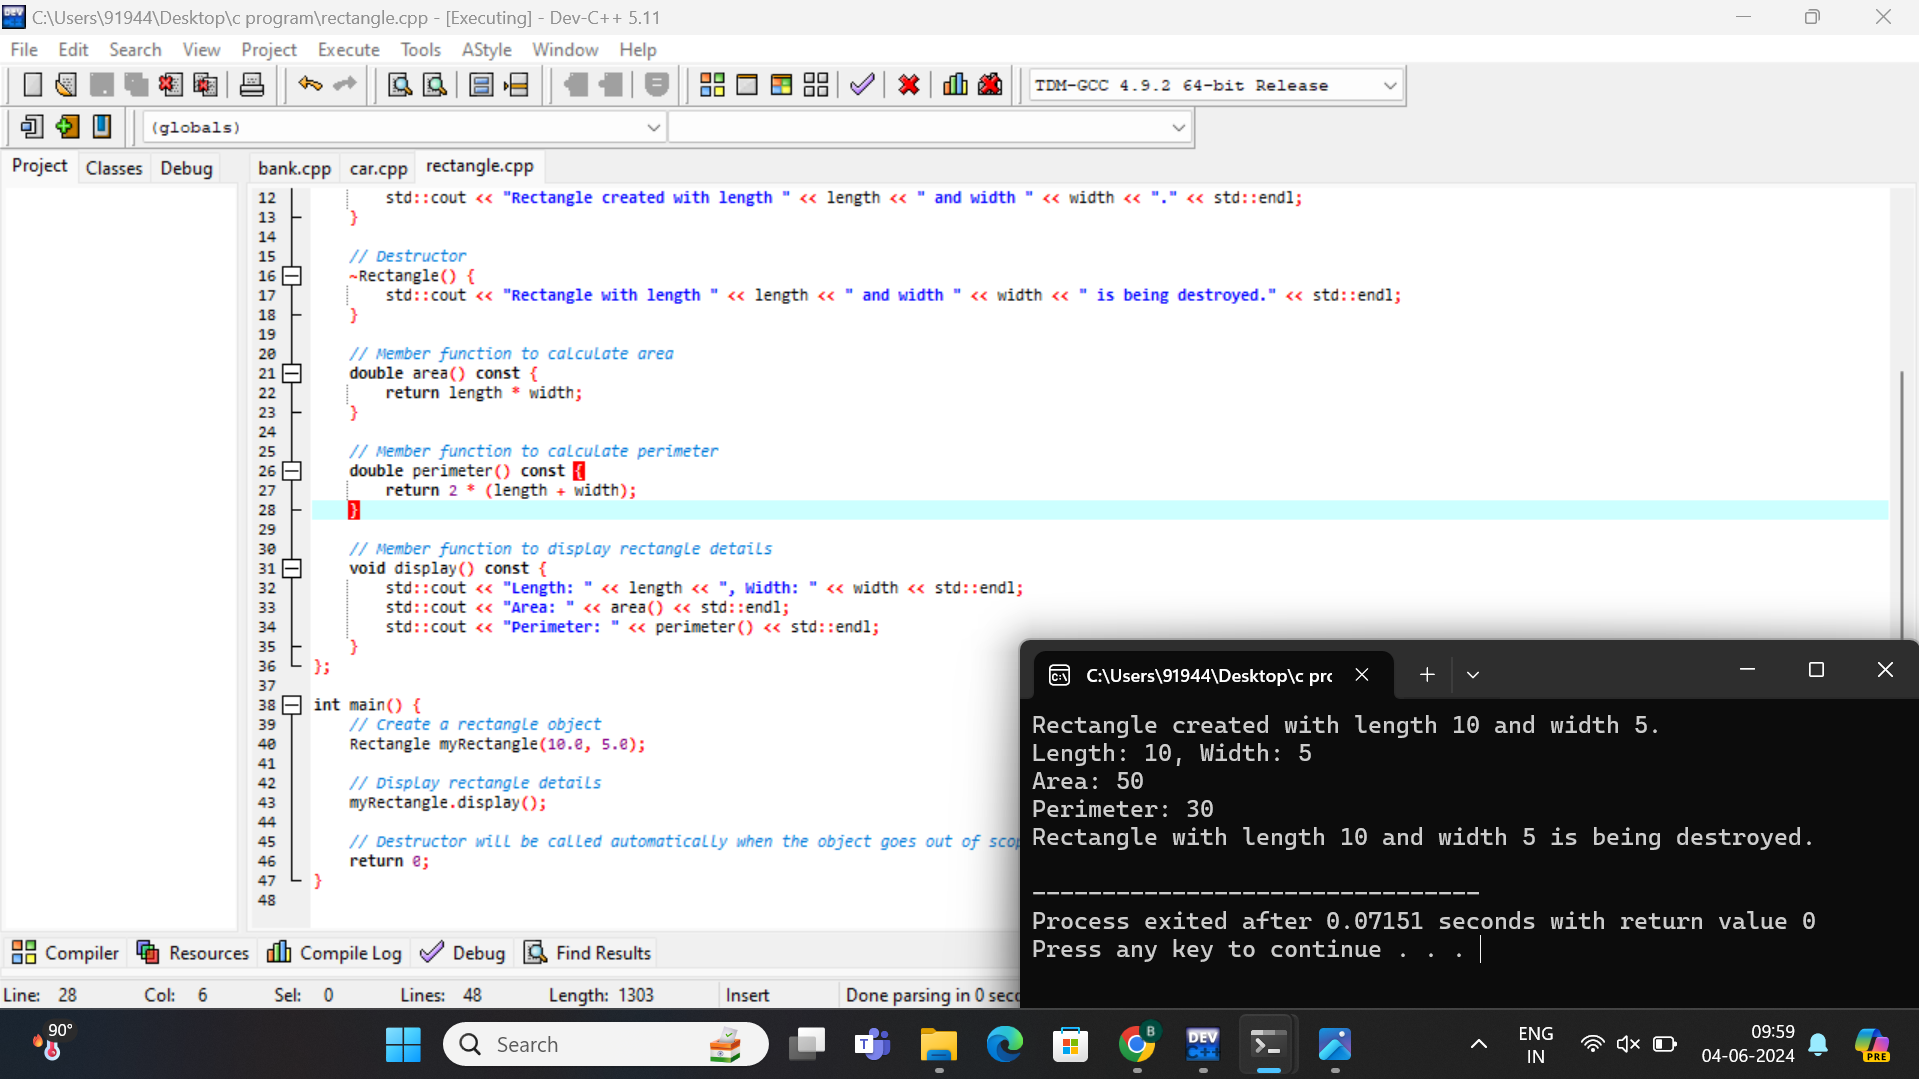 C:\Users\91944\Desktop\c program\rectangle.cpp - [Executing] - Dev-C++ 5.11
File Edit Search View Project Execute Tools AStyle Window Help
TDM-GCC 4.9.2 64-bit Release
(globals)
Project Classes Debug bank.cpp car.cpp rectangle.cpp
12 std::cout << "Rectangle created with length " << length << " and width " << width << "." << std::endl;
13 }
14
15 // Destructor
16 ~Rectangle() {
17 std::cout << "Rectangle with length " << length << " and width " << width << " is being destroyed." << std::endl;
18 }
19
20 // Member function to calculate area
21 double area() const {
22 return length * width;
23 }
24
25 // Member function to calculate perimeter
26 double perimeter() const {
27 return 2 * (length + width);
28 }
29
30 // Member function to display rectangle details
31 void display() const {
32 std::cout << "Length: " << length << ", Width: " << width << std::endl;
33 std::cout << "Area: " << area() << std::endl;
34 std::cout << "Perimeter: " << perimeter() << std::endl;
35 }
36 };
37
38 int main() {
39 // Create a rectangle object
40 Rectangle myRectangle(10.0, 5.0);
41
42 // Display rectangle details
43 myRectangle.display();
44
45 // Destructor will be called automatically when the object goes out of scop
46 return 0;
47 }
48
C:\Users\91944\Desktop\c prc
Rectangle created with length 10 and width 5.
Length: 10, Width: 5
Area: 50
Perimeter: 30
Rectangle with length 10 and width 5 is being destroyed.
--------------------------------
Process exited after 0.07151 seconds with return value 0
Press any key to continue . . .
Compiler Resources Compile Log Debug Find Results
Line: 28 Col: 6 Sel: 0 Lines: 48 Length: 1303 Insert Done parsing in 0 seco
90°
Search
DEV C++
ENG
IN
09:59
04-06-2024
PRE